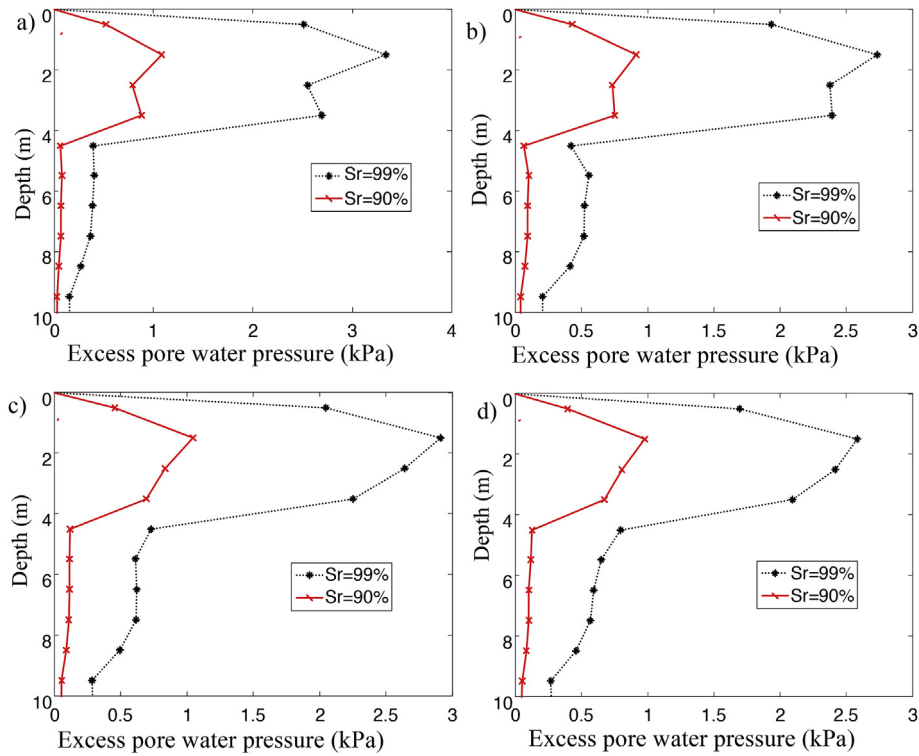 a)
0
2
4
6
8
10
Depth (m)
Sr=99%
Sr=90%
0 1 2 3 4
Excess pore water pressure (kPa)
b)
0
2
4
6
8
10
Depth (m)
Sr=99%
Sr=90%
0 0.5 1 1.5 2 2.5 3
Excess pore water pressure (kPa)
c)
0
2
4
6
8
10
Depth (m)
Sr=99%
Sr=90%
0 0.5 1 1.5 2 2.5 3
Excess pore water pressure (kPa)
d)
0
2
4
6
8
10
Depth (m)
Sr=99%
Sr=90%
0 0.5 1 1.5 2 2.5 3
Excess pore water pressure (kPa)